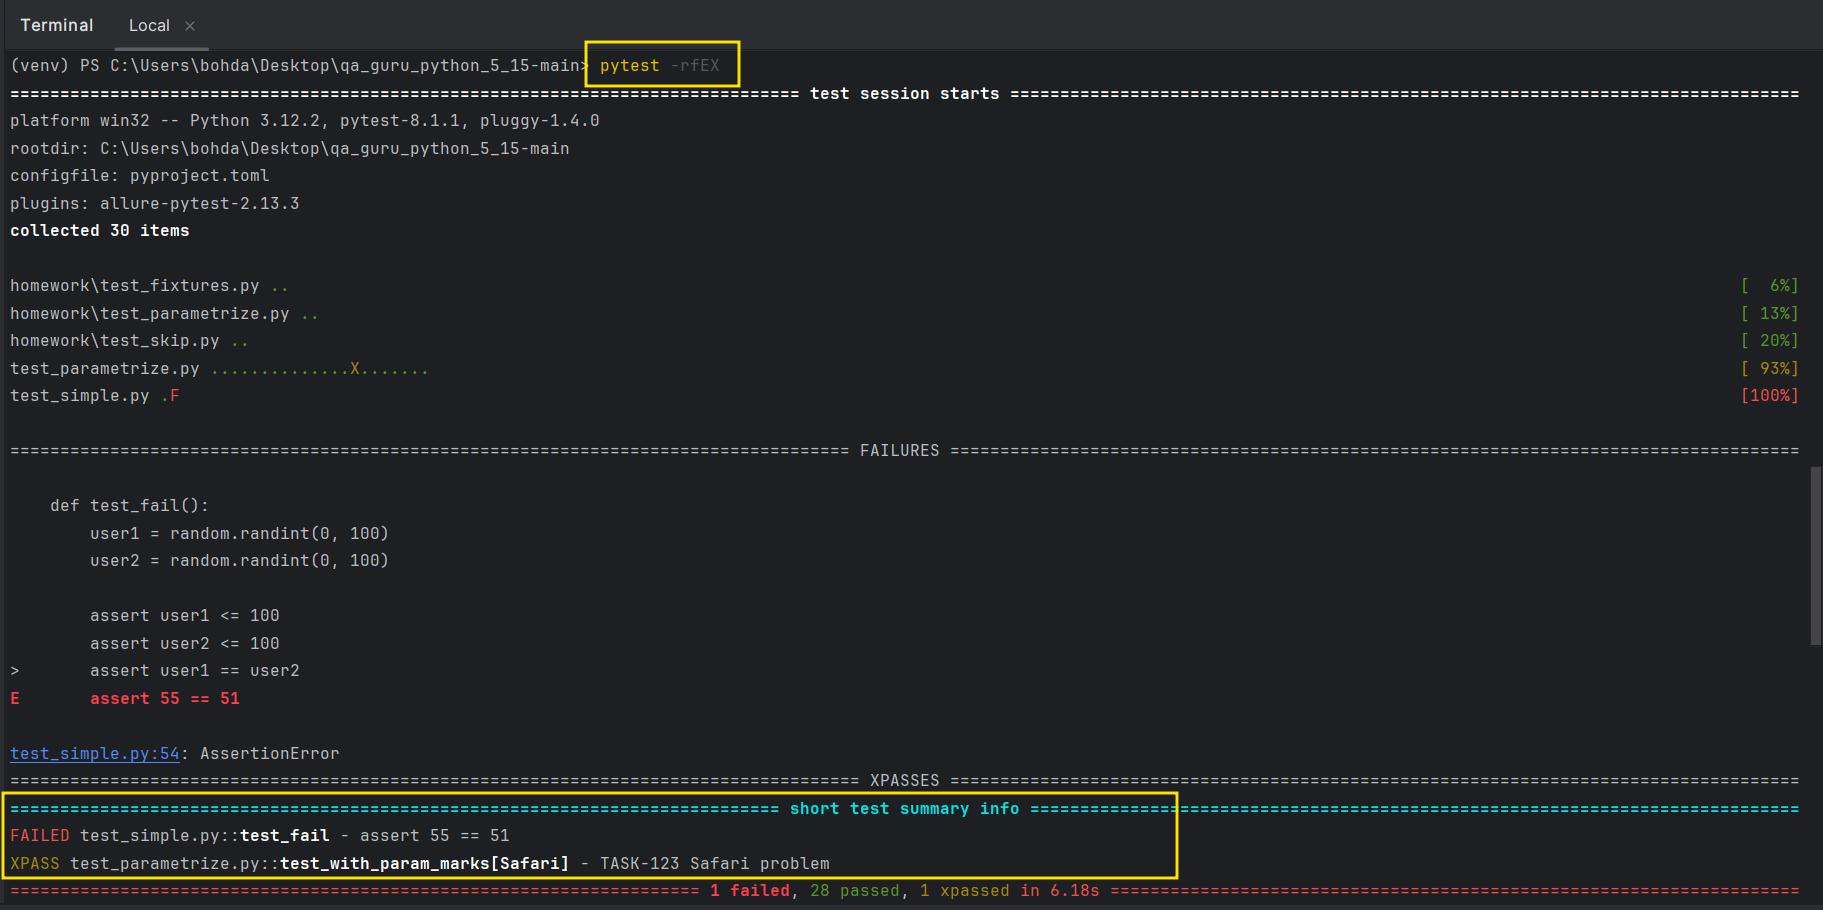 Terminal Local ×
(venv) PS C:\Users\bohda\Desktop\qa_guru_python_5_15-main> pytest -rfEX
=============================================================================== test session starts ===============================================================================
platform win32 -- Python 3.12.2, pytest-8.1.1, pluggy-1.4.0
rootdir: C:\Users\bohda\Desktop\qa_guru_python_5_15-main
configfile: pyproject.toml
plugins: allure-pytest-2.13.3
collected 30 items
homework\test_fixtures.py .. [  6%]
homework\test_parametrize.py .. [ 13%]
homework\test_skip.py .. [ 20%]
test_parametrize.py ..............X....... [ 93%]
test_simple.py .F [100%]
==================================================================================== FAILURES =====================================================================================
    def test_fail():
        user1 = random.randint(0, 100)
        user2 = random.randint(0, 100)
        assert user1 <= 100
        assert user2 <= 100
>       assert user1 == user2
E       assert 55 == 51
test_simple.py:54: AssertionError
===================================================================================== XPASSES =====================================================================================
============================================================================= short test summary info =============================================================================
FAILED test_simple.py::test_fail - assert 55 == 51
XPASS test_parametrize.py::test_with_param_marks[Safari] - TASK-123 Safari problem
===================================================================== 1 failed, 28 passed, 1 xpassed in 6.18s =====================================================================